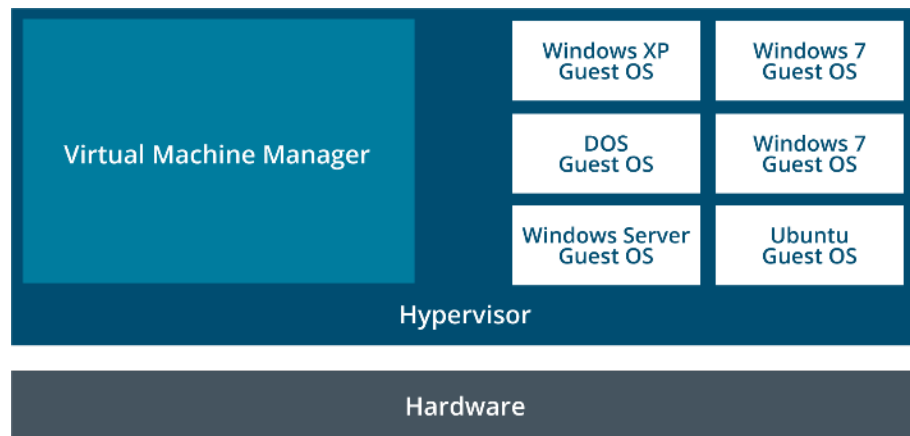 Virtual Machine Manager
Windows XP
Guest OS
Windows 7
Guest OS
DOS
Guest OS
Windows 7
Guest OS
Windows Server
Guest OS
Ubuntu
Guest OS
Hypervisor
Hardware